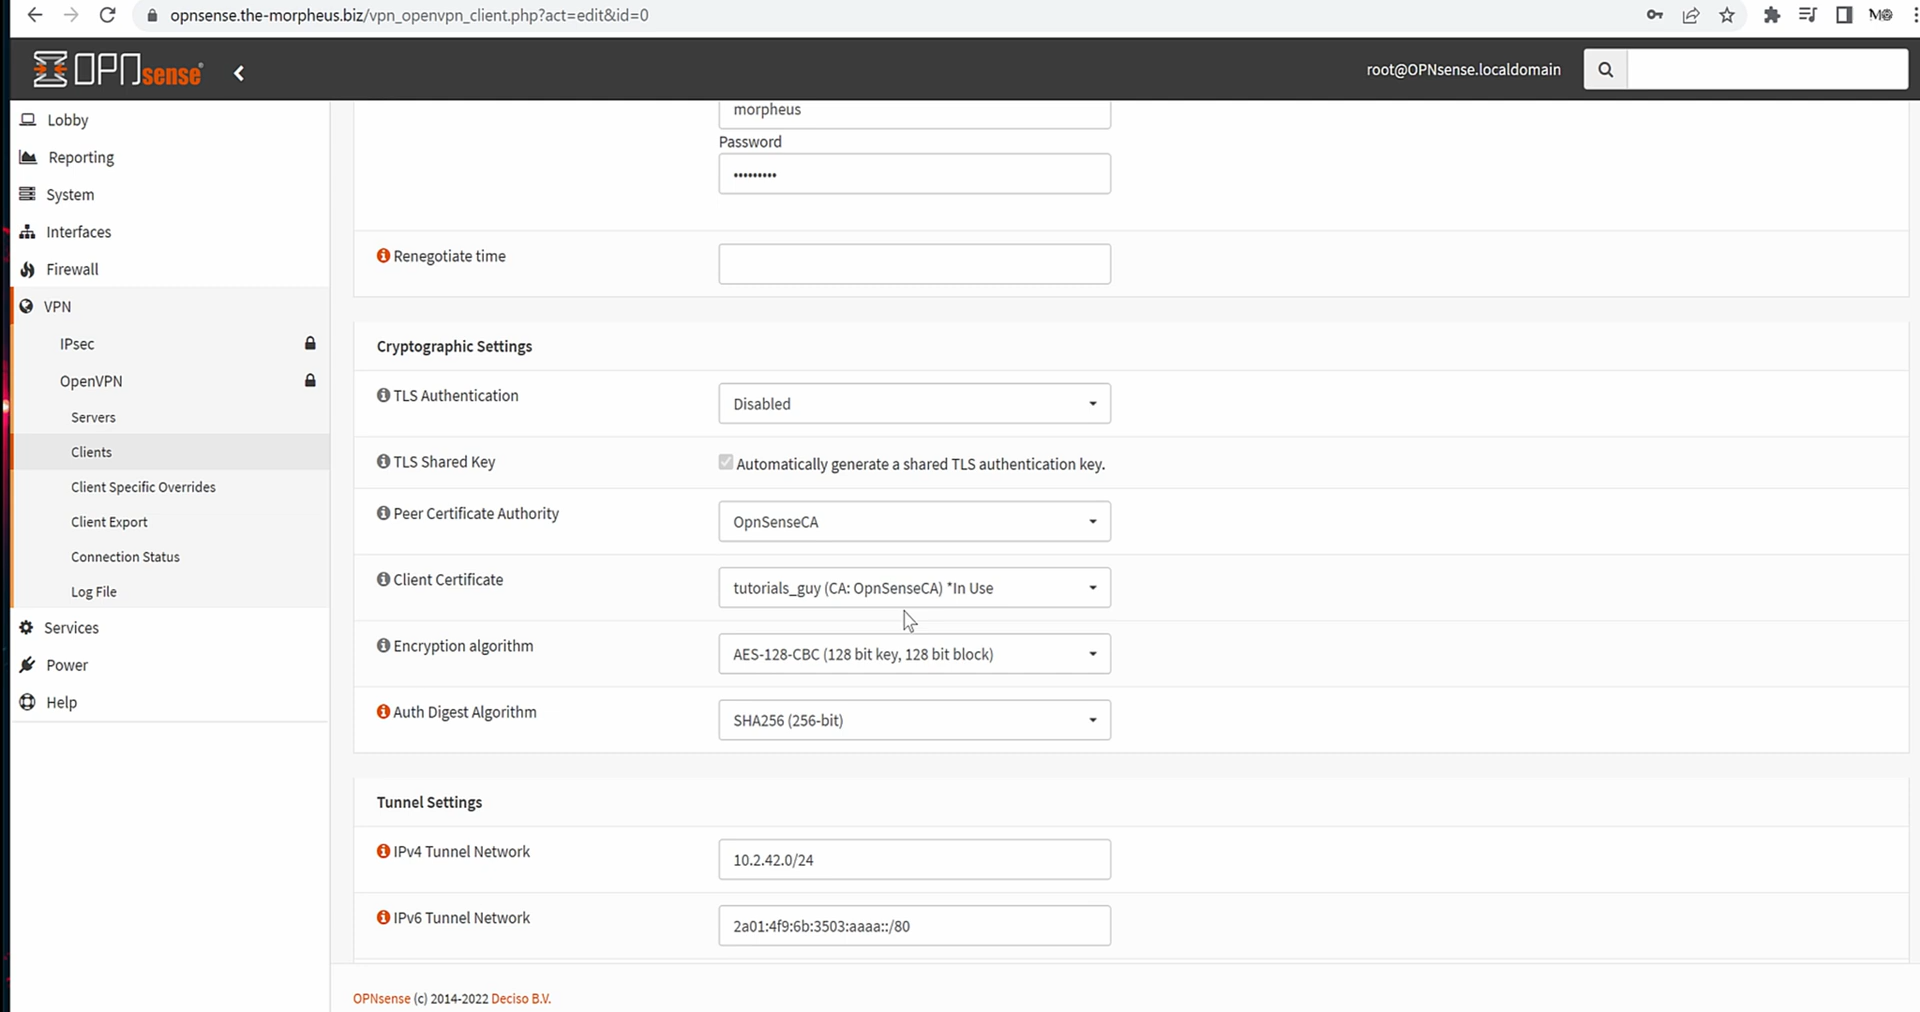 opnsense.the-morpheus.biz/vpn_openvpn_client.php?act=edit&id=0
OPNsense
root@OPNsense.localdomain
Lobby
Reporting
System
Interfaces
Firewall
VPN
IPsec
OpenVPN
Servers
Clients
Client Specific Overrides
Client Export
Connection Status
Log File
Services
Power
Help
morpheus
Password
•••••••••
Renegotiate time
Cryptographic Settings
TLS Authentication
Disabled
TLS Shared Key
Automatically generate a shared TLS authentication key.
Peer Certificate Authority
OpnSenseCA
Client Certificate
tutorials_guy (CA: OpnSenseCA) *In Use
Encryption algorithm
AES-128-CBC (128 bit key, 128 bit block)
Auth Digest Algorithm
SHA256 (256-bit)
Tunnel Settings
IPv4 Tunnel Network
10.2.42.0/24
IPv6 Tunnel Network
2a01:4f9:6b:3503:aaaa::/80
OPNsense (c) 2014-2022 Deciso B.V.